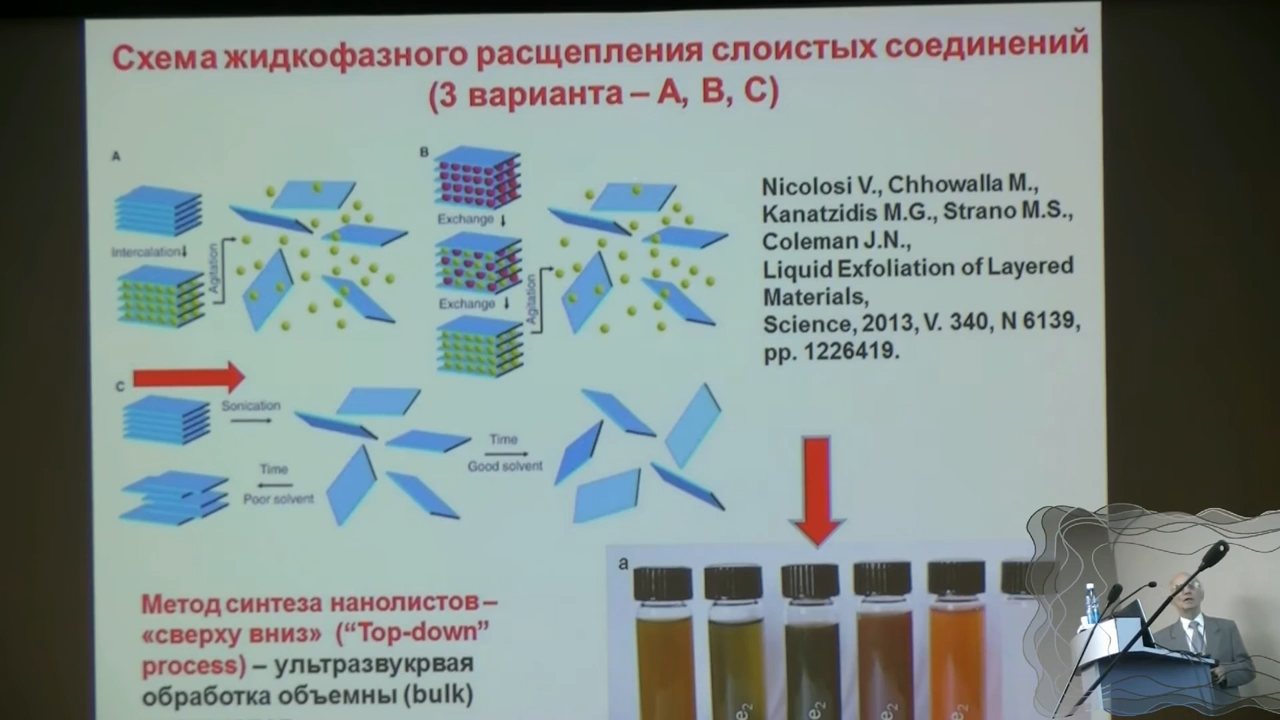 Схема жидкофазного расщепления слоистых соединений
(3 варианта – А, В, С)
A
Intercalation
Agitation
B
Exchange
Exchange
Agitation
Nicolosi V., Chhowalla M.,
Kanatzidis M.G., Strano M.S.,
Coleman J.N.,
Liquid Exfoliation of Layered
Materials,
Science, 2013, V. 340, N 6139,
pp. 1226419.
C
Sonication
Time
Good solvent
Time
Poor solvent
Метод синтеза нанолистов –
«сверху вниз» (“Top-down”
process) – ультразвукрвая
обработка объемны (bulk)
a